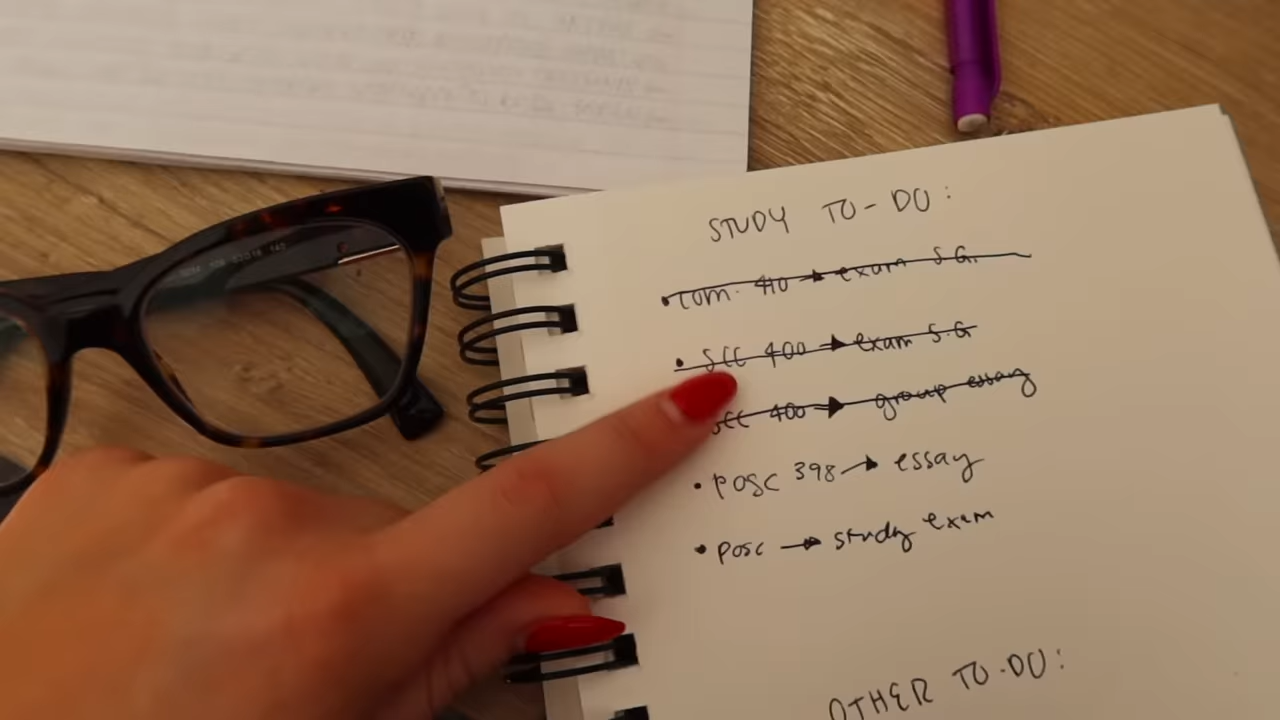 STUDY TO-DO:
• COM. 410 → exam S.G.
• SCC 400 → exam S.G
SCC 400 → group essay
• POSC 398 → essay
• POSC → study exam
OTHER TO-DO: